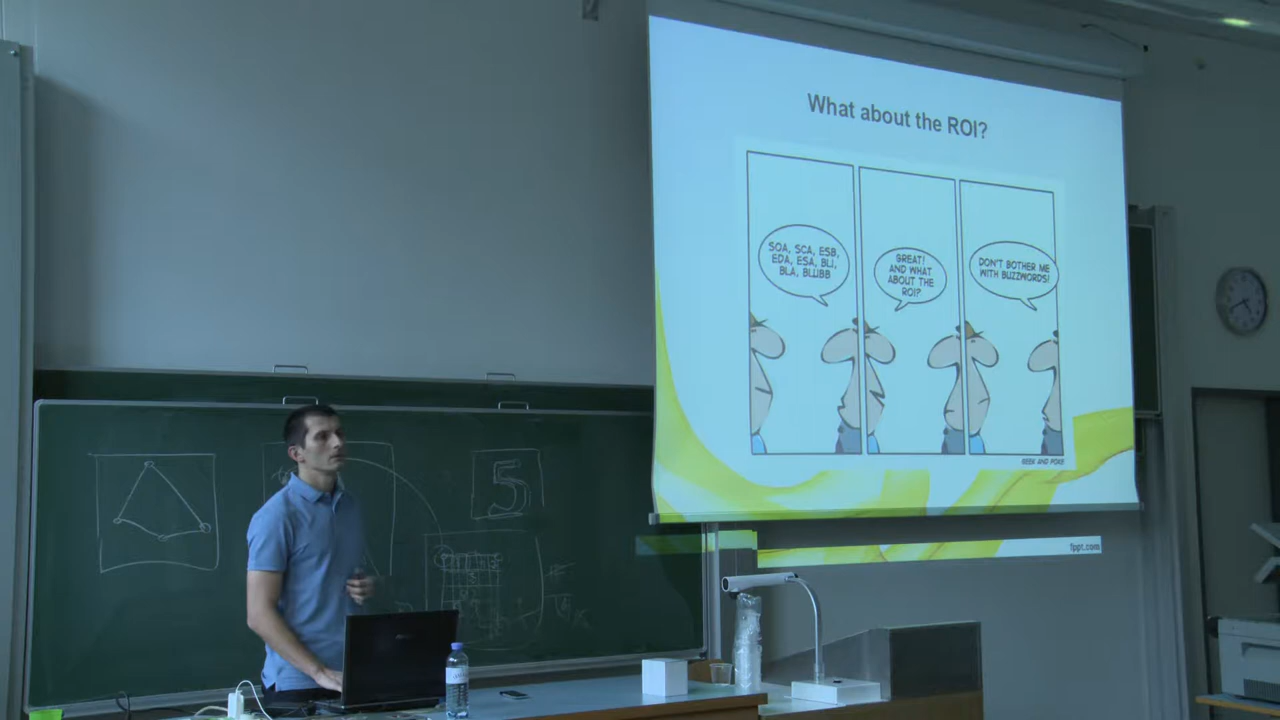 What about the ROI?
SOA, SCA, ESB,
EDA, ESA, BLI,
BLA, BLUBB
GREAT!
AND WHAT
ABOUT THE
ROI?
DON'T BOTHER ME
WITH BUZZWORDS!
GEEK AND POKE
fppt.com
5